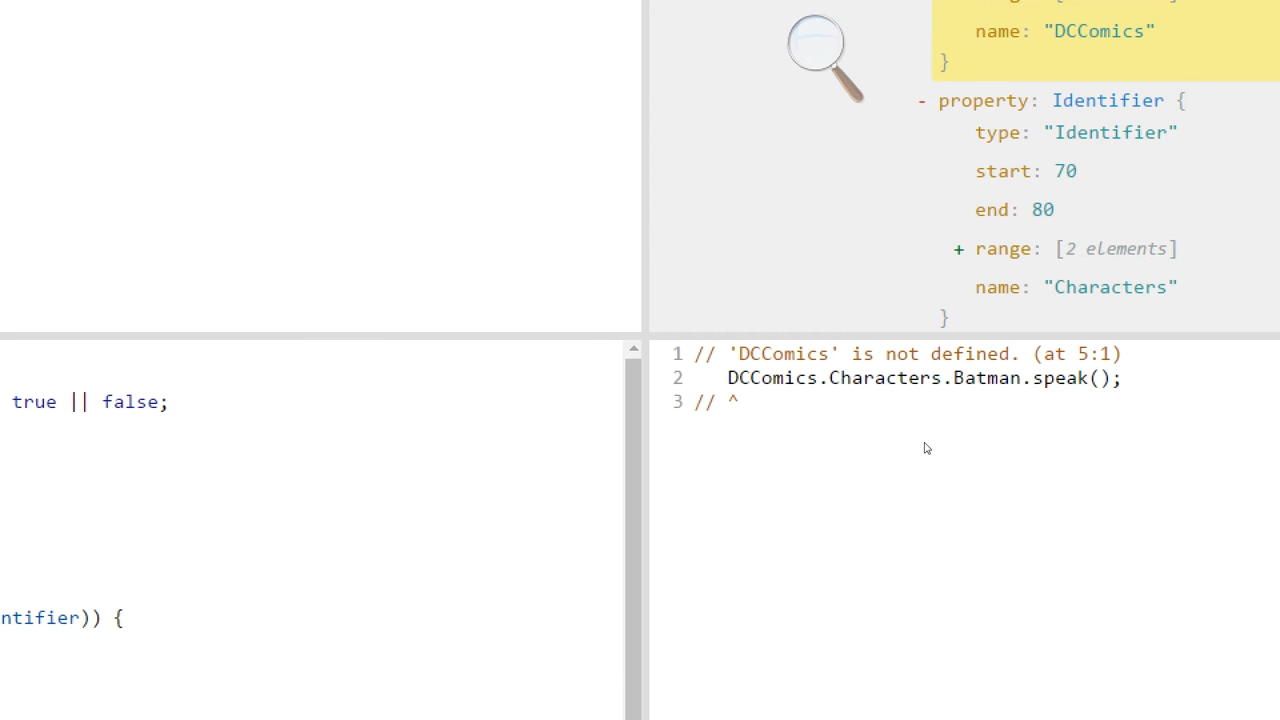 name: "DCComics"
}
- property: Identifier {
type: "Identifier"
start: 70
end: 80
+ range: [2 elements]
name: "Characters"
}
true || false;
ntifier)) {
1 // 'DCComics' is not defined. (at 5:1)
2 DCComics.Characters.Batman.speak();
3 // ^